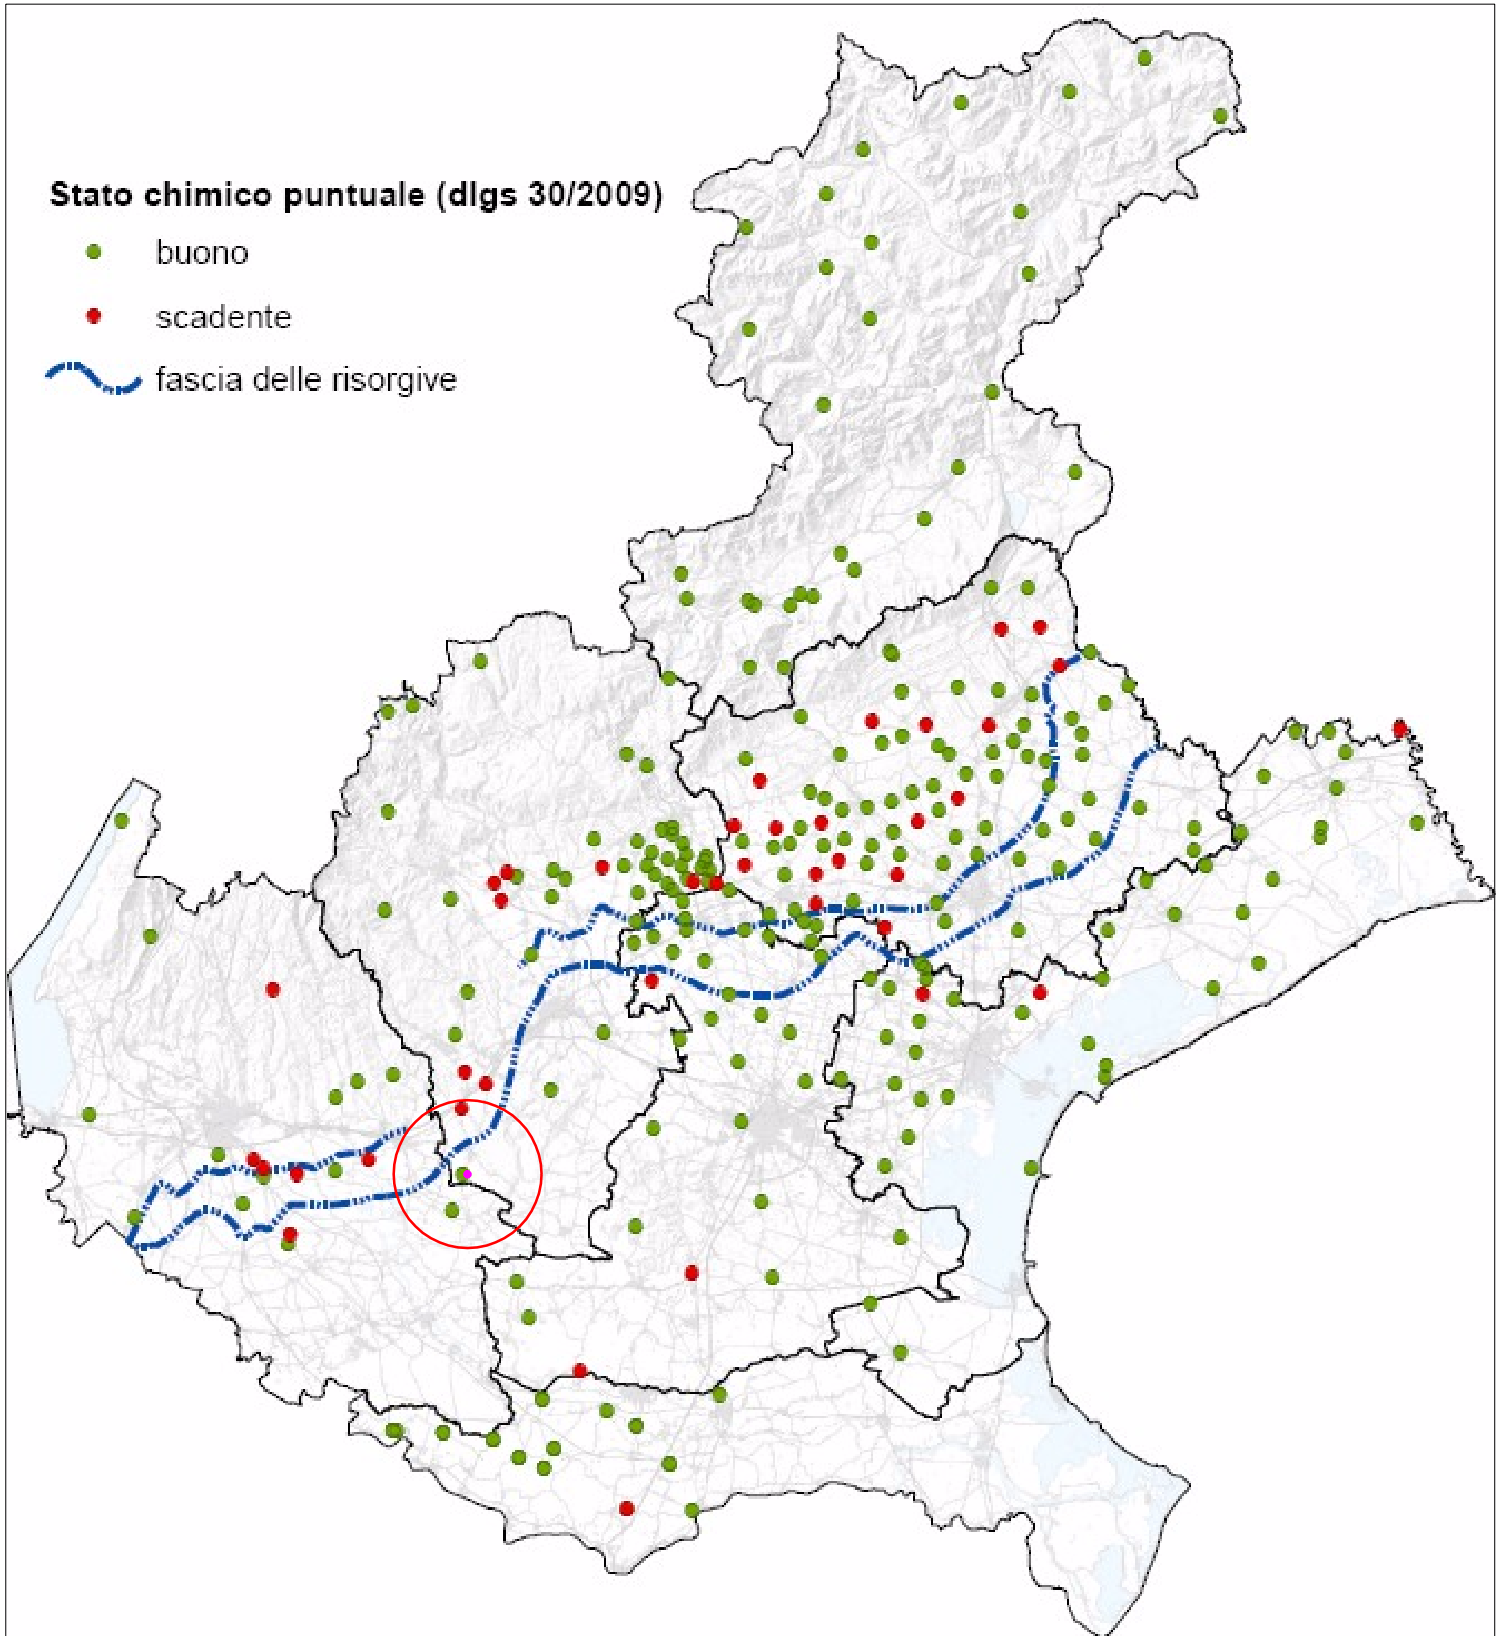 Stato chimico puntuale (dlgs 30/2009)
buono
scadente
fascia delle risorgive